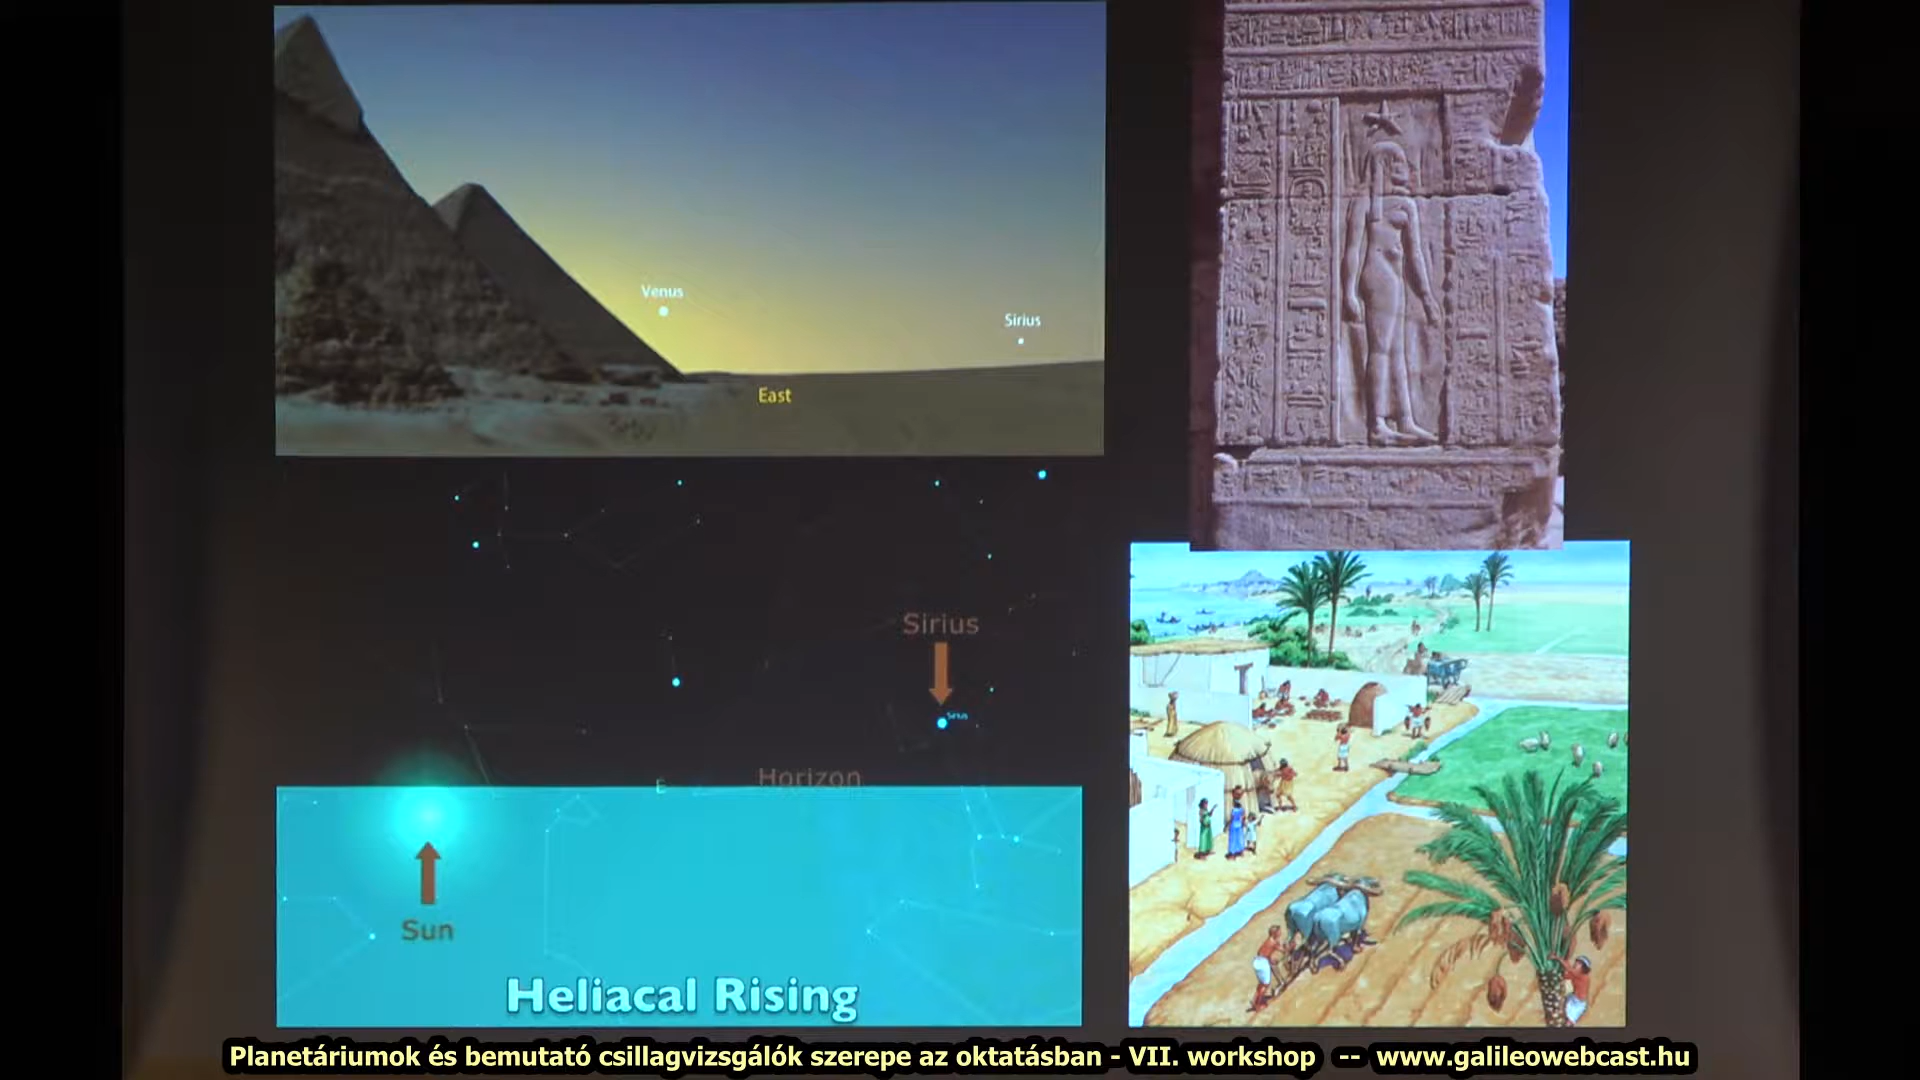 Venus
Sirius
East
Sirius
Sirius
Horizon
E
Sun
Heliacal Rising
Planetáriumok és bemutató csillagvizsgálók szerepe az oktatásban - VII. workshop -- www.galileowebcast.hu